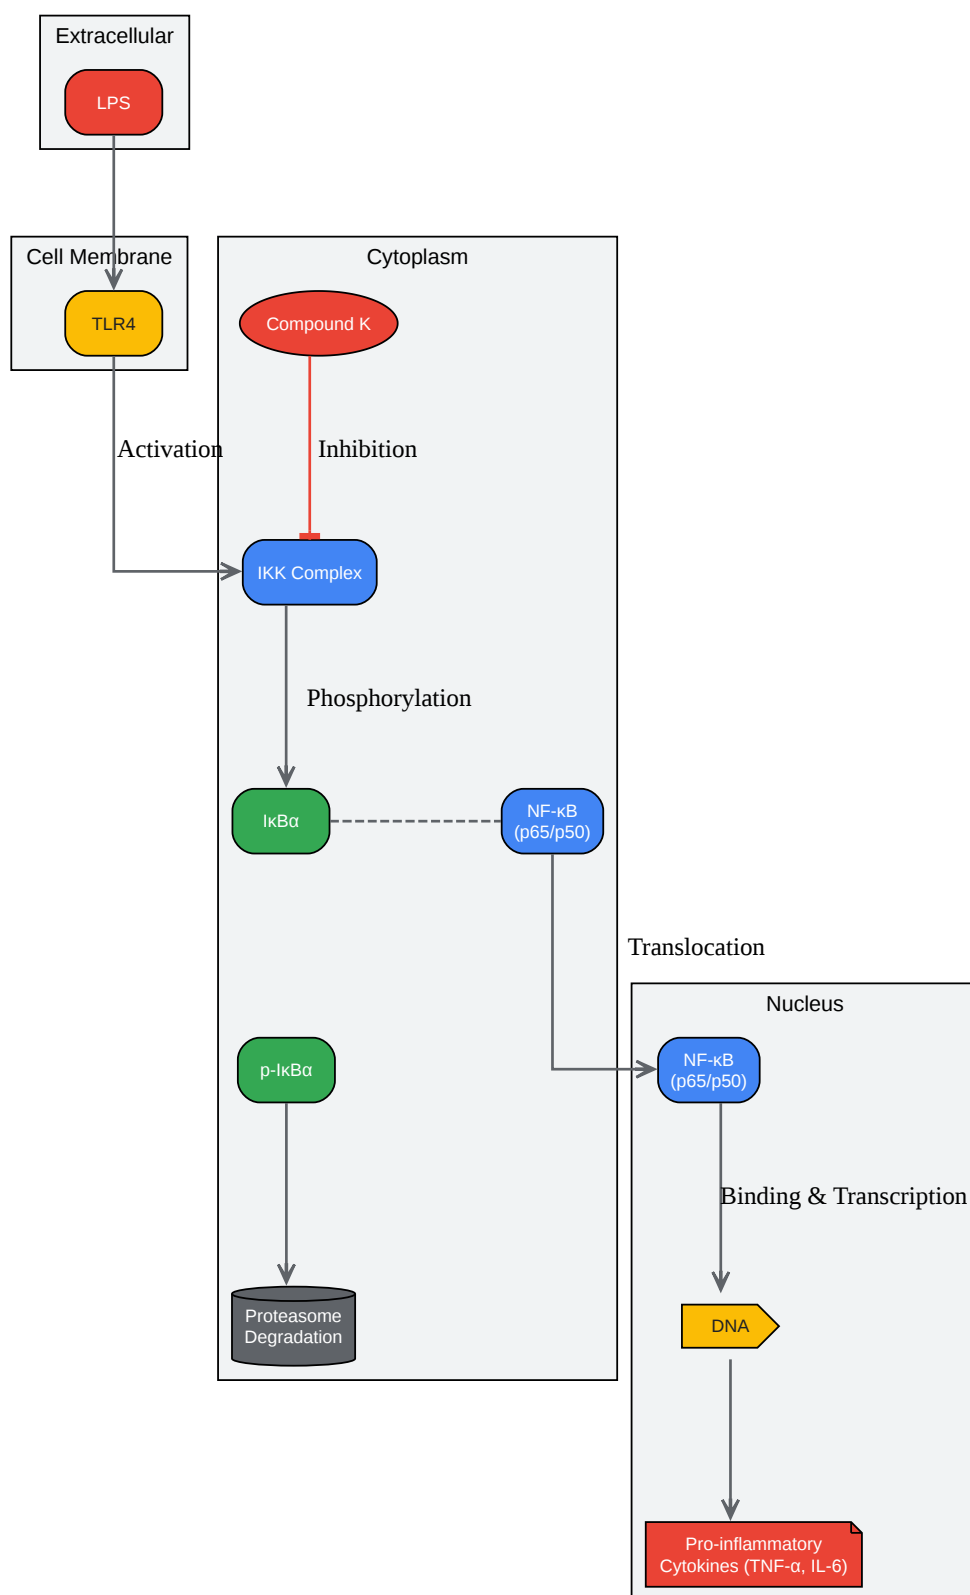 Extracellular
LPS
Cell Membrane
Cytoplasm
TLR4
Compound K
Activation
Inhibition
IKK Complex
Phosphorylation
IκBα
NF-κB
(p65/p50)
Translocation
Nucleus
p-IκBα
NF-κB
(p65/p50)
Binding & Transcription
Proteasome
Degradation
DNA
Pro-inflammatory
Cytokines (TNF-α, IL-6)